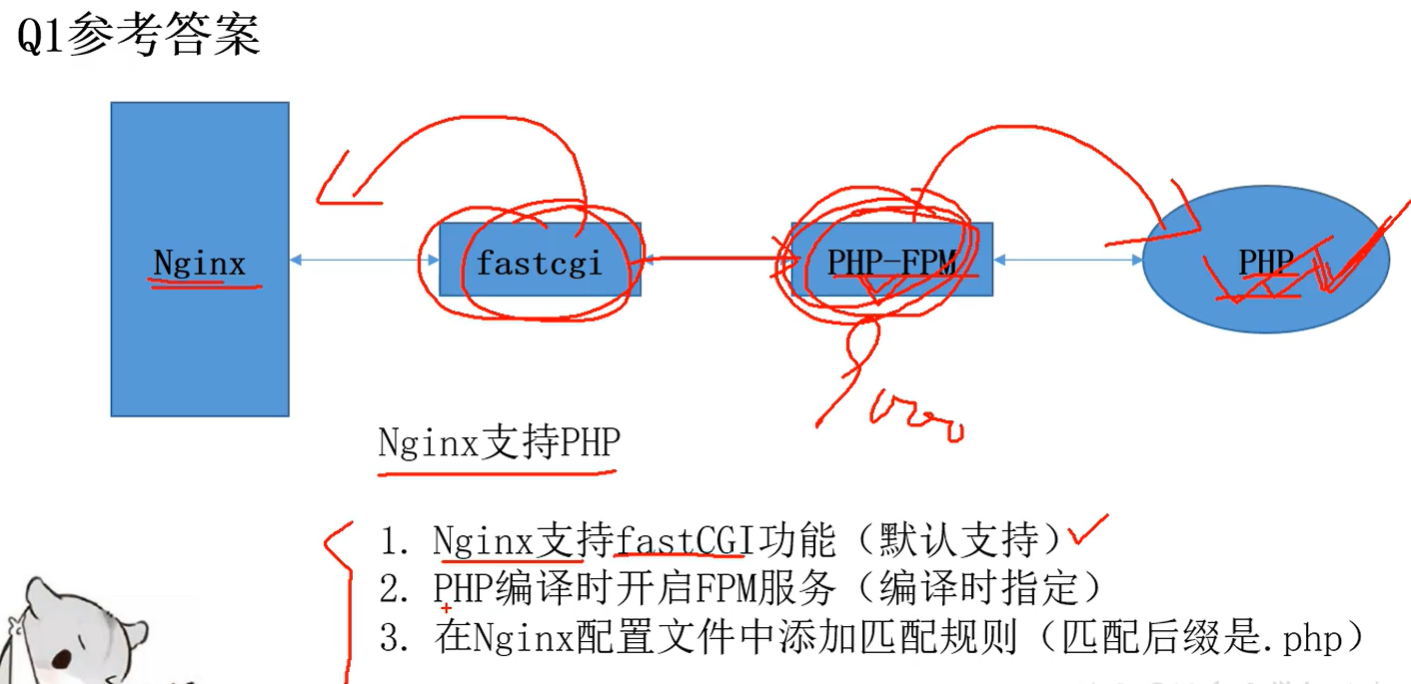 Q1参考答案
Nginx
fastcgi
PHP-FPM
PHP
9000
Nginx支持PHP
1. Nginx支持fastCGI功能（默认支持）
2. PHP编译时开启FPM服务（编译时指定）
3. 在Nginx配置文件中添加匹配规则（匹配后缀是.php）